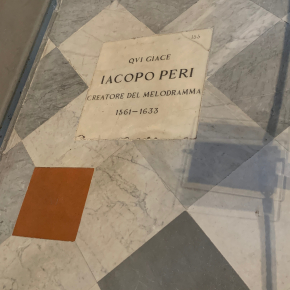 QVI GIACE
IACOPO PERI
CREATORE DEL MELODRAMMA
1561–1633